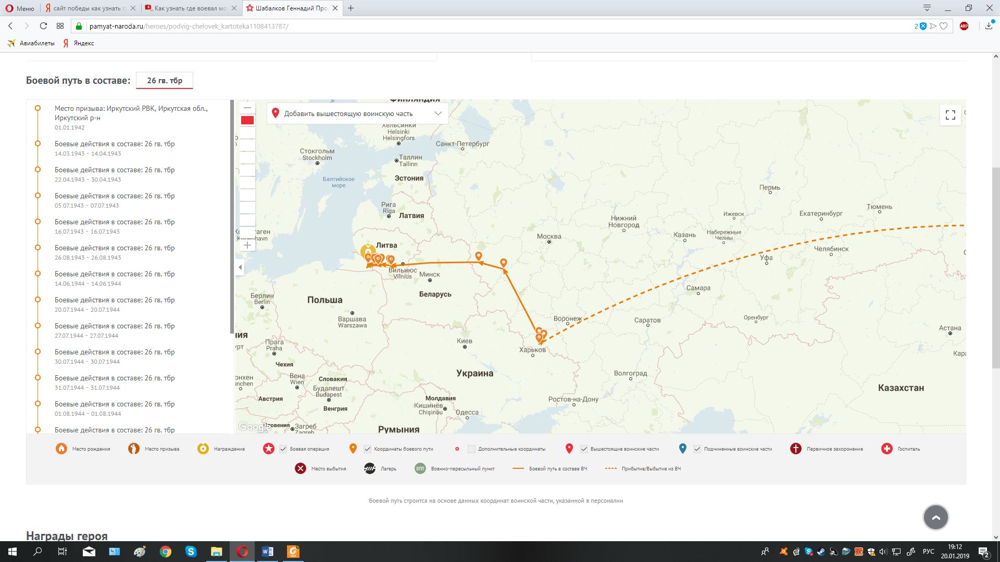 Меню
сайт победы как узнать г
Как узнать где воевал мо
Шабалков Геннадий Про
pamyat-naroda.ru/heroes/podvig-chelovek_kartoteka1108413787/
2
ABP
Авиабилеты
Яндекс
Боевой путь в составе:
26 гв. тбр
Место призыва: Иркутский РВК, Иркутская обл.,
Иркутский р-н
01.01.1942
Боевые действия в составе: 26 гв. тбр
14.03.1943 - 14.04.1943
Боевые действия в составе: 26 гв. тбр
22.04.1943 - 30.04.1943
Боевые действия в составе: 26 гв. тбр
05.07.1943 - 07.07.1943
Боевые действия в составе: 26 гв. тбр
16.07.1943 - 16.07.1943
Боевые действия в составе: 26 гв. тбр
26.08.1943 - 26.08.1943
Боевые действия в составе: 26 гв. тбр
14.06.1944 - 14.06.1944
Боевые действия в составе: 26 гв. тбр
20.07.1944 - 20.07.1944
Боевые действия в составе: 26 гв. тбр
27.07.1944 - 27.07.1944
Боевые действия в составе: 26 гв. тбр
30.07.1944 - 30.07.1944
Боевые действия в составе: 26 гв. тбр
31.07.1944 - 31.07.1944
Боевые действия в составе: 26 гв. тбр
01.08.1944 - 01.08.1944
Боевые действия в составе: 26 гв. тбр
Финляндия
Добавить вышестоящую воинскую часть
Хельсинки
Helsinki
Helsingfors
Санкт-Петербург
Стокгольм
Stockholm
Таллин
Tallinn
Балтийское
море
Эстония
Пермь
Рига
Rīga
Латвия
Тюмень
Ижевск
Екатеринбург
Нижний
Новгород
Набережные
Челны
Казань
Москва
Литва
Челябинск
Уфа
Вильнюс
Vilnius
Минск
Самара
Беларусь
Берлин
Berlin
Польша
Варшава
Warszawa
Воронеж
Саратов
Оренбург
Астана
Киев
Прага
Praha
Харьков
Чехия
Украина
Волгоград
Вена
Wien
Словакия
Будапешт
Budapest
Казахстан
Австрия
Молдавия
Ростов-на-Дону
Венгрия
Кишинёв
Chișinău
Одесса
Google
Загреб
Zagreb
Румыния
Место рождения
Место призыва
Награждение
Боевая операция
Координаты боевого пути
Дополнительные координаты
Вышестоящие воинские части
Подчиненные воинские части
Первичное захоронение
Госпиталь
Место выбытия
Лагерь
ВПП
Военно-пересыльный пункт
Боевой путь в составе ВЧ
Прибытие/Выбытие из ВЧ
Боевой путь строится на основе данных координат воинской части, указанной в персоналии
Награды героя
РУС
19:12
20.01.2019
2